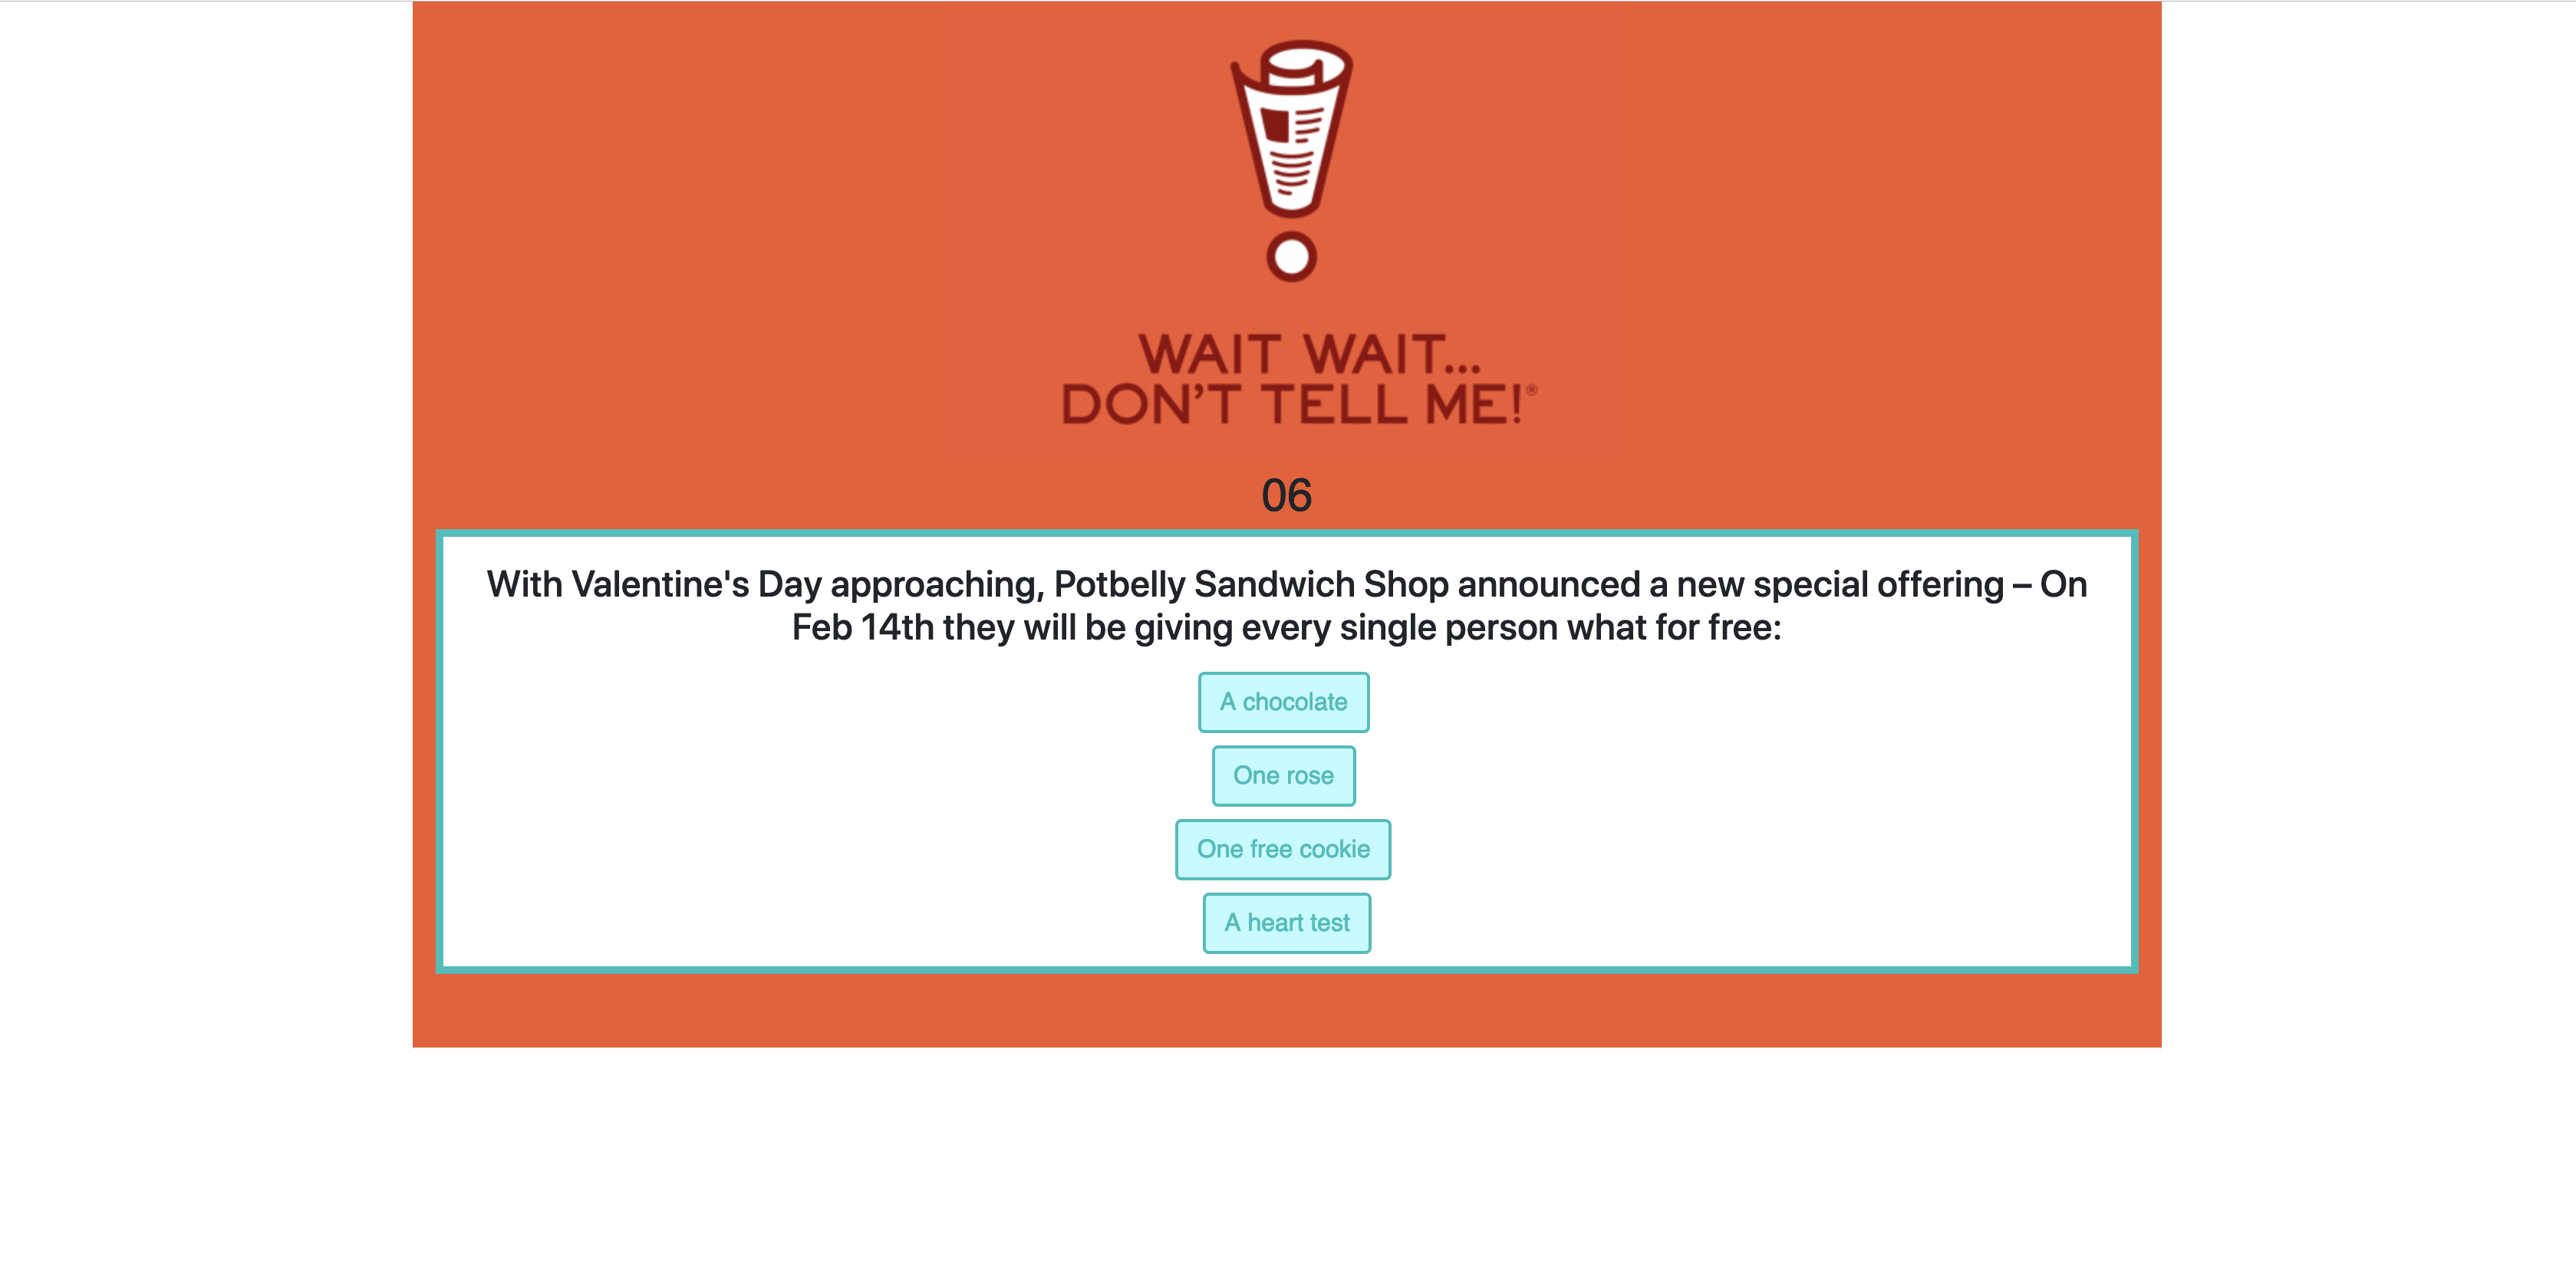 WAIT WAIT...
DON'T TELL ME!®
06
With Valentine's Day approaching, Potbelly Sandwich Shop announced a new special offering – On
Feb 14th they will be giving every single person what for free:
A chocolate
One rose
One free cookie
A heart test